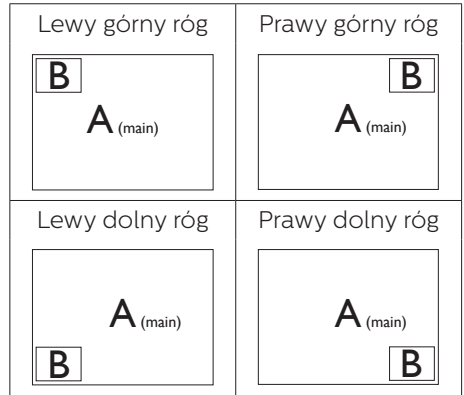 Lewy górny róg
B
A (main)
Prawy górny róg
B
A (main)
Lewy dolny róg
A (main)
B
Prawy dolny róg
A (main)
B